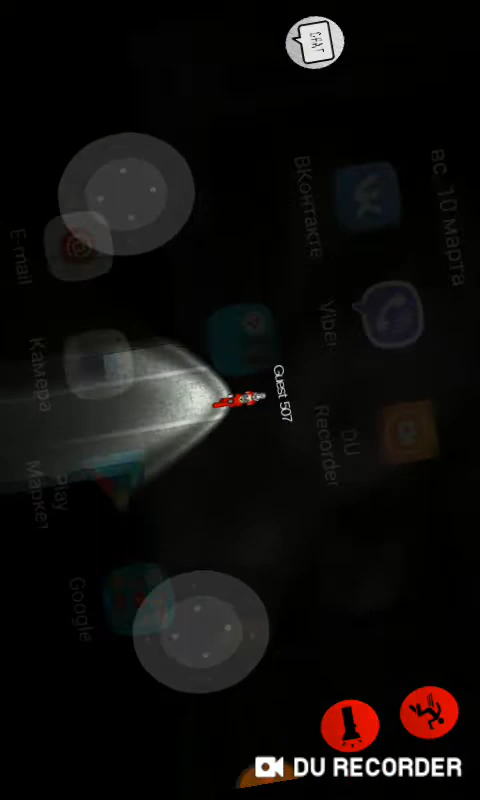 CHAT
вс, 10 марта
ВКонтакте
Viber
DU
Recorder
Guest 507
E-mail
Камера
Play
Маркет
Google
DU RECORDER